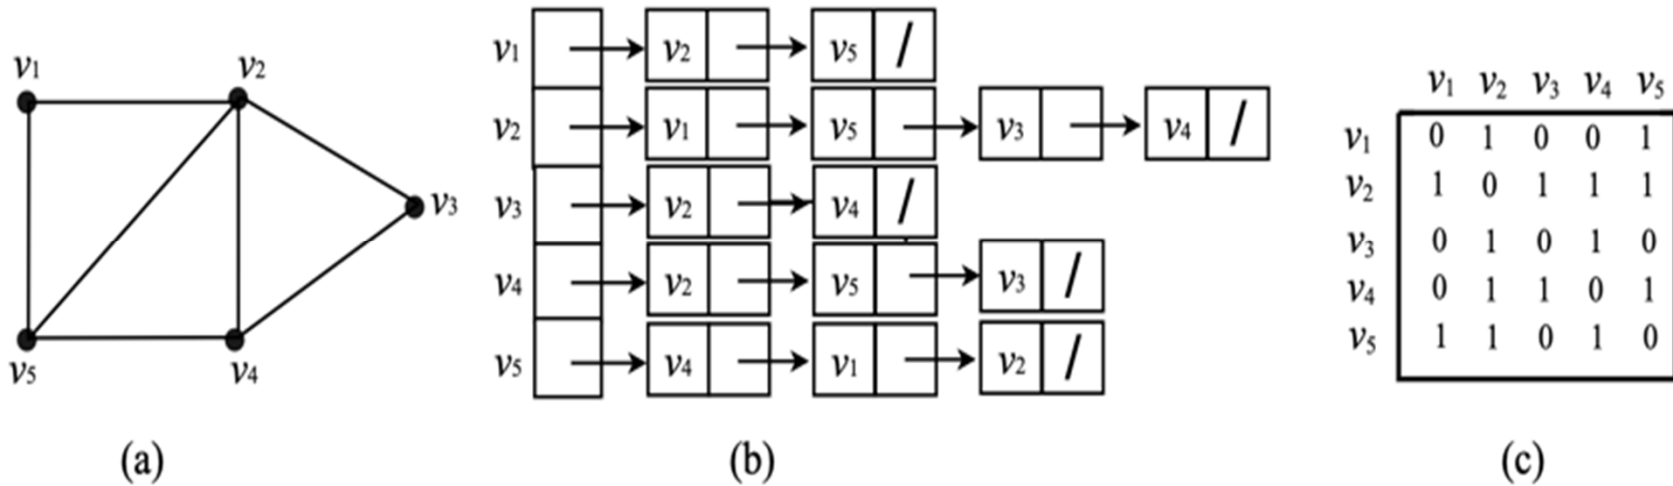 v1 v2
v3
v5 v4
(a)
v1 v2 v5 /
v2 v1 v5 v3 v4 /
v3 v2 v4 /
v4 v2 v5 v3 /
v5 v4 v1 v2 /
(b)
v1 v2 v3 v4 v5
v1 0 1 0 0 1
v2 1 0 1 1 1
v3 0 1 0 1 0
v4 0 1 1 0 1
v5 1 1 0 1 0
(c)